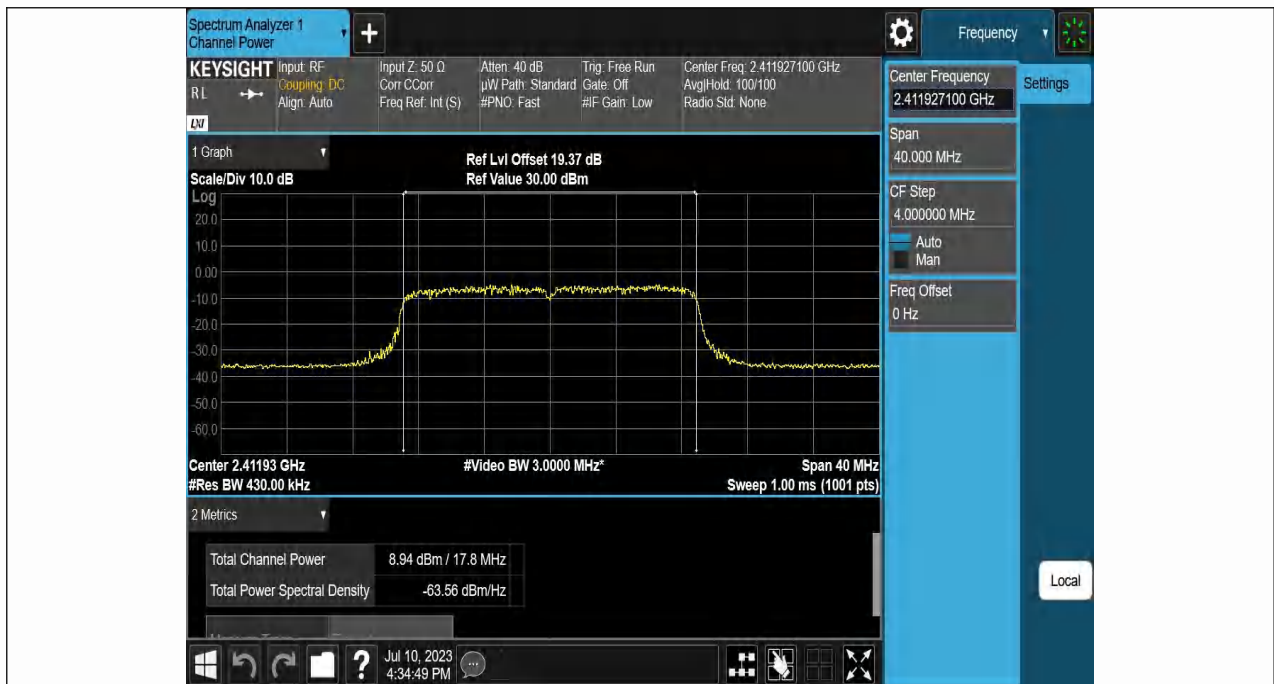 Spectrum Analyzer 1
Channel Power
+
Frequency
KEYSIGHT
RL
LXI
Input: RF
Coupling: DC
Align: Auto
Input Z: 50 Ω
Corr CCorr
Freq Ref: Int (S)
Atten: 40 dB
µW Path: Standard
#PNO: Fast
Trig: Free Run
Gate: Off
#IF Gain: Low
Center Freq: 2.411927100 GHz
Avg|Hold: 100/100
Radio Std: None
Center Frequency
2.411927100 GHz
Settings
Span
40.000 MHz
CF Step
4.000000 MHz
Auto
Man
Freq Offset
0 Hz
Local
1 Graph
Scale/Div 10.0 dB
Ref Lvl Offset 19.37 dB
Ref Value 30.00 dBm
Log
20.0
10.0
0.00
-10.0
-20.0
-30.0
-40.0
-50.0
-60.0
Center 2.41193 GHz
#Res BW 430.00 kHz
#Video BW 3.0000 MHz*
Span 40 MHz
Sweep 1.00 ms (1001 pts)
2 Metrics
Total Channel Power 8.94 dBm / 17.8 MHz
Total Power Spectral Density -63.56 dBm/Hz
?
Jul 10, 2023
4:34:49 PM